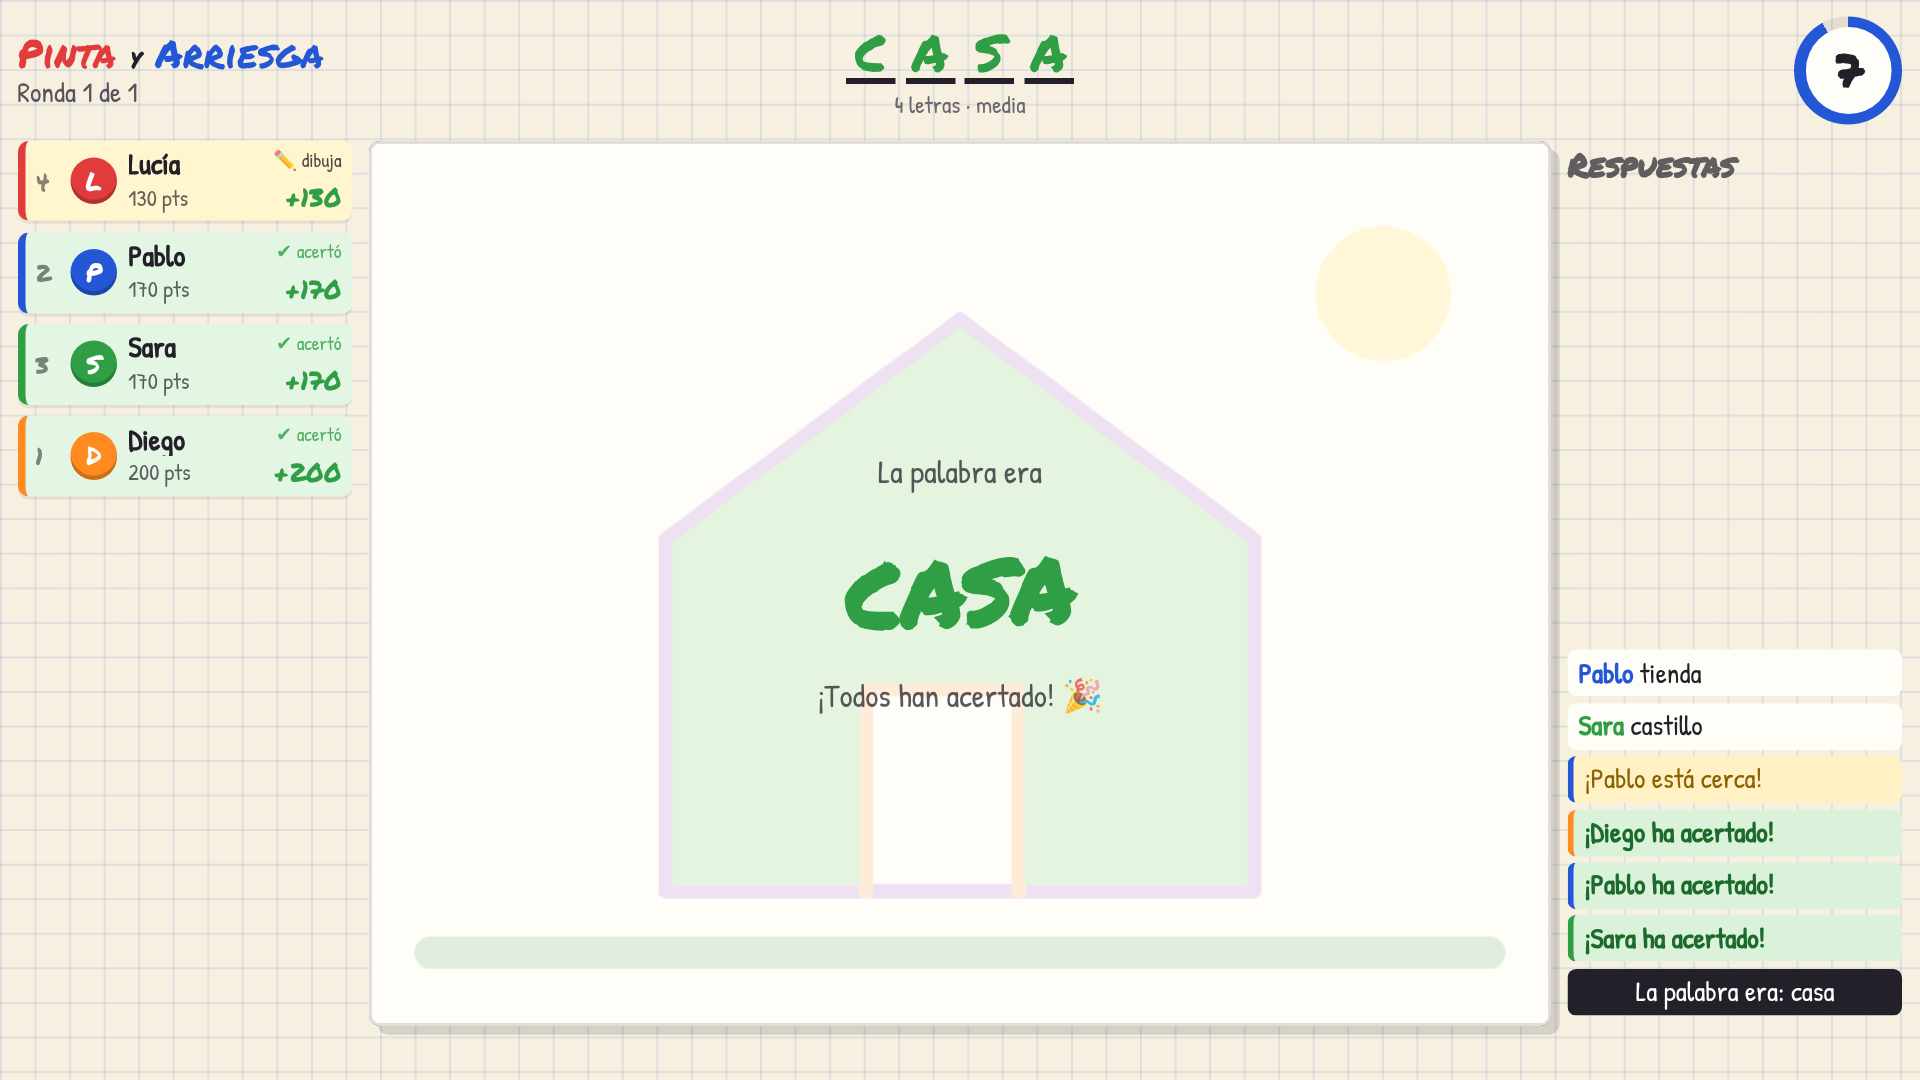 PINTA Y ARRIESGA
Ronda 1 de 1
C A S A
4 letras · media
7
4 L Lucía ✏️ dibuja
130 pts +130
2 P Pablo ✔ acertó
170 pts +170
3 S Sara ✔ acertó
170 pts +170
1 D Diego ✔ acertó
200 pts +200
La palabra era
CASA
¡Todos han acertado! 🎉
RESPUESTAS
Pablo tienda
Sara castillo
¡Pablo está cerca!
¡Diego ha acertado!
¡Pablo ha acertado!
¡Sara ha acertado!
La palabra era: casa